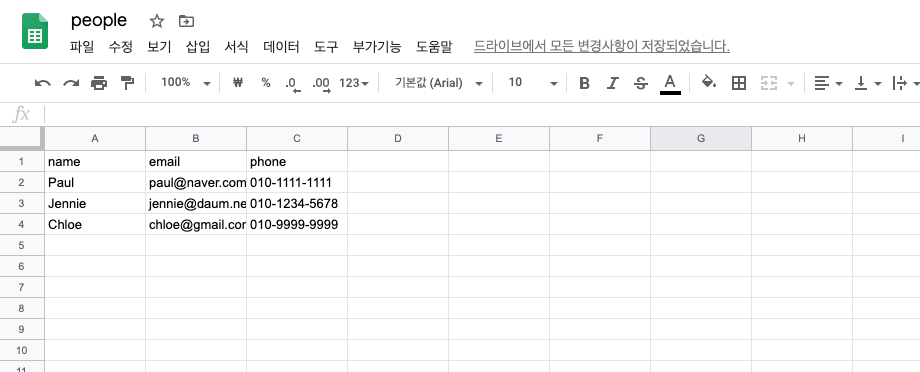 people
파일 수정 보기 삽입 서식 데이터 도구 부가기능 도움말 드라이브에서 모든 변경사항이 저장되었습니다.
100% ₩ % .0 .00 123 기본값 (Arial) 10 B I S A
fx
A B C D E F G H I
1 name email phone
2 Paul paul@naver.com 010-1111-1111
3 Jennie jennie@daum.ne 010-1234-5678
4 Chloe chloe@gmail.cor 010-9999-9999
5
6
7
8
9
10
11